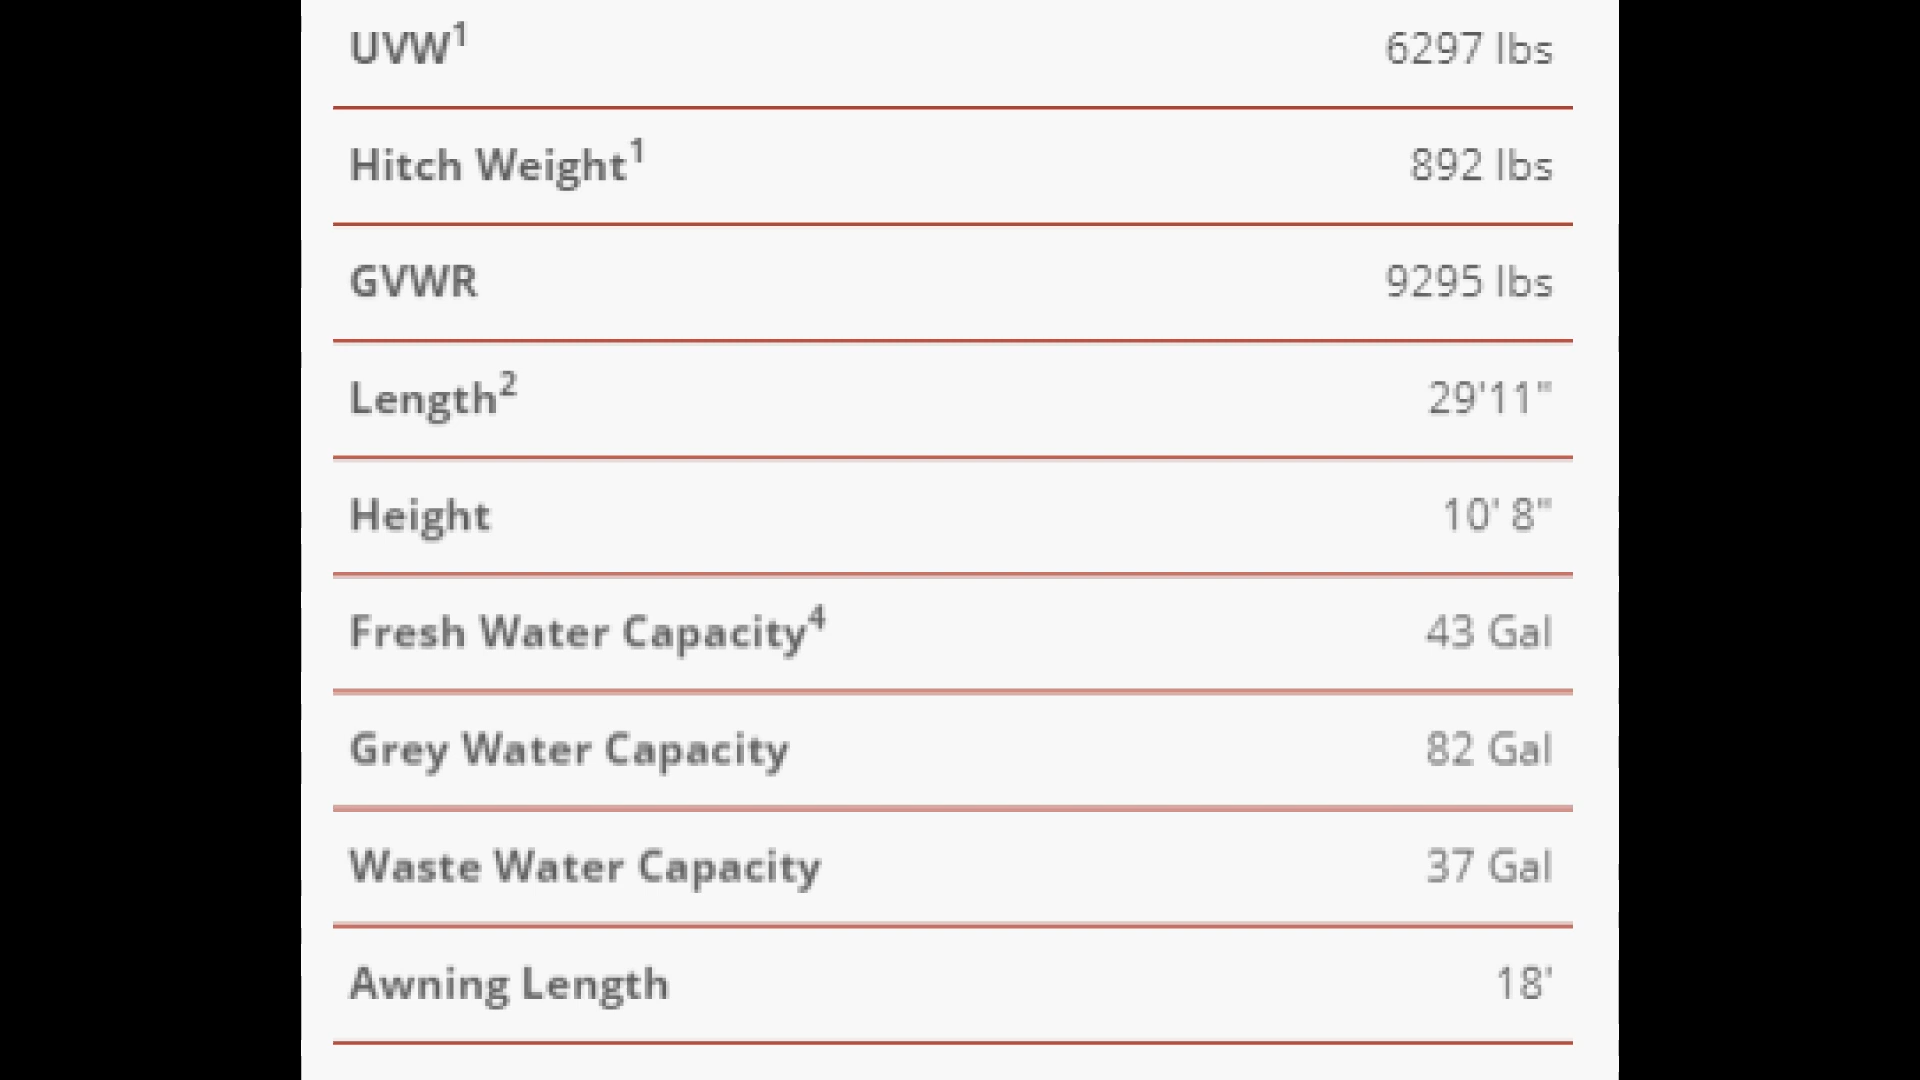 UVW¹ 6297 lbs
Hitch Weight¹ 892 lbs
GVWR 9295 lbs
Length² 29'11"
Height 10' 8"
Fresh Water Capacity⁴ 43 Gal
Grey Water Capacity 82 Gal
Waste Water Capacity 37 Gal
Awning Length 18'